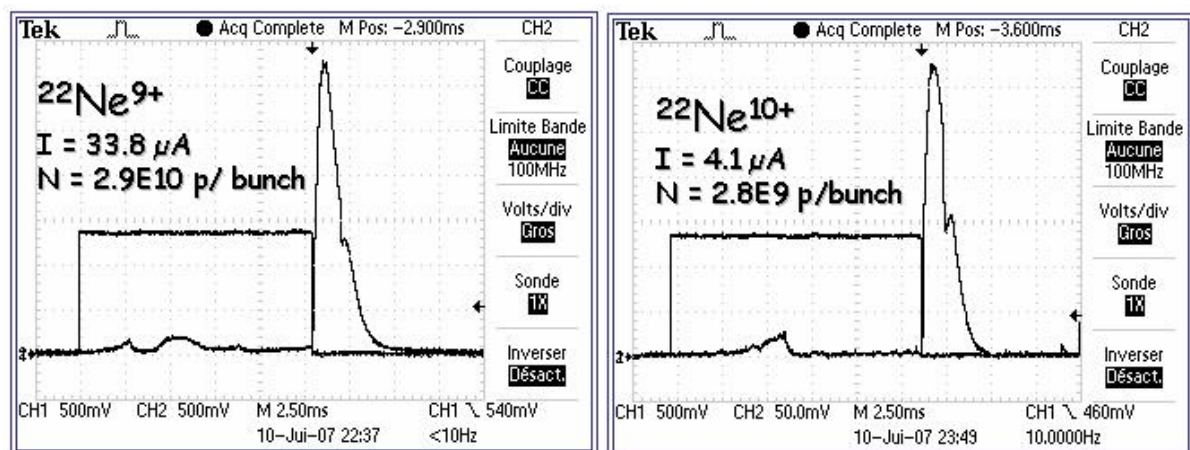 Tek Acq Complete M Pos: -2.900ms CH2
Couplage
CC
Limite Bande
Aucune
100MHz
Volts/div
Gros
Sonde
1X
Inverser
Désact.
²²Ne⁹⁺
I = 33.8 µA
N = 2.9E10 p/ bunch
2
CH1 500mV CH2 500mV M 2.50ms CH1 540mV
10-Jui-07 22:37 <10Hz
Tek Acq Complete M Pos: -3.600ms CH2
Couplage
CC
Limite Bande
Aucune
100MHz
Volts/div
Gros
Sonde
1X
Inverser
Désact.
²²Ne¹⁰⁺
I = 4.1 µA
N = 2.8E9 p/bunch
2
CH1 500mV CH2 50.0mV M 2.50ms CH1 460mV
10-Jui-07 23:49 10.0000Hz